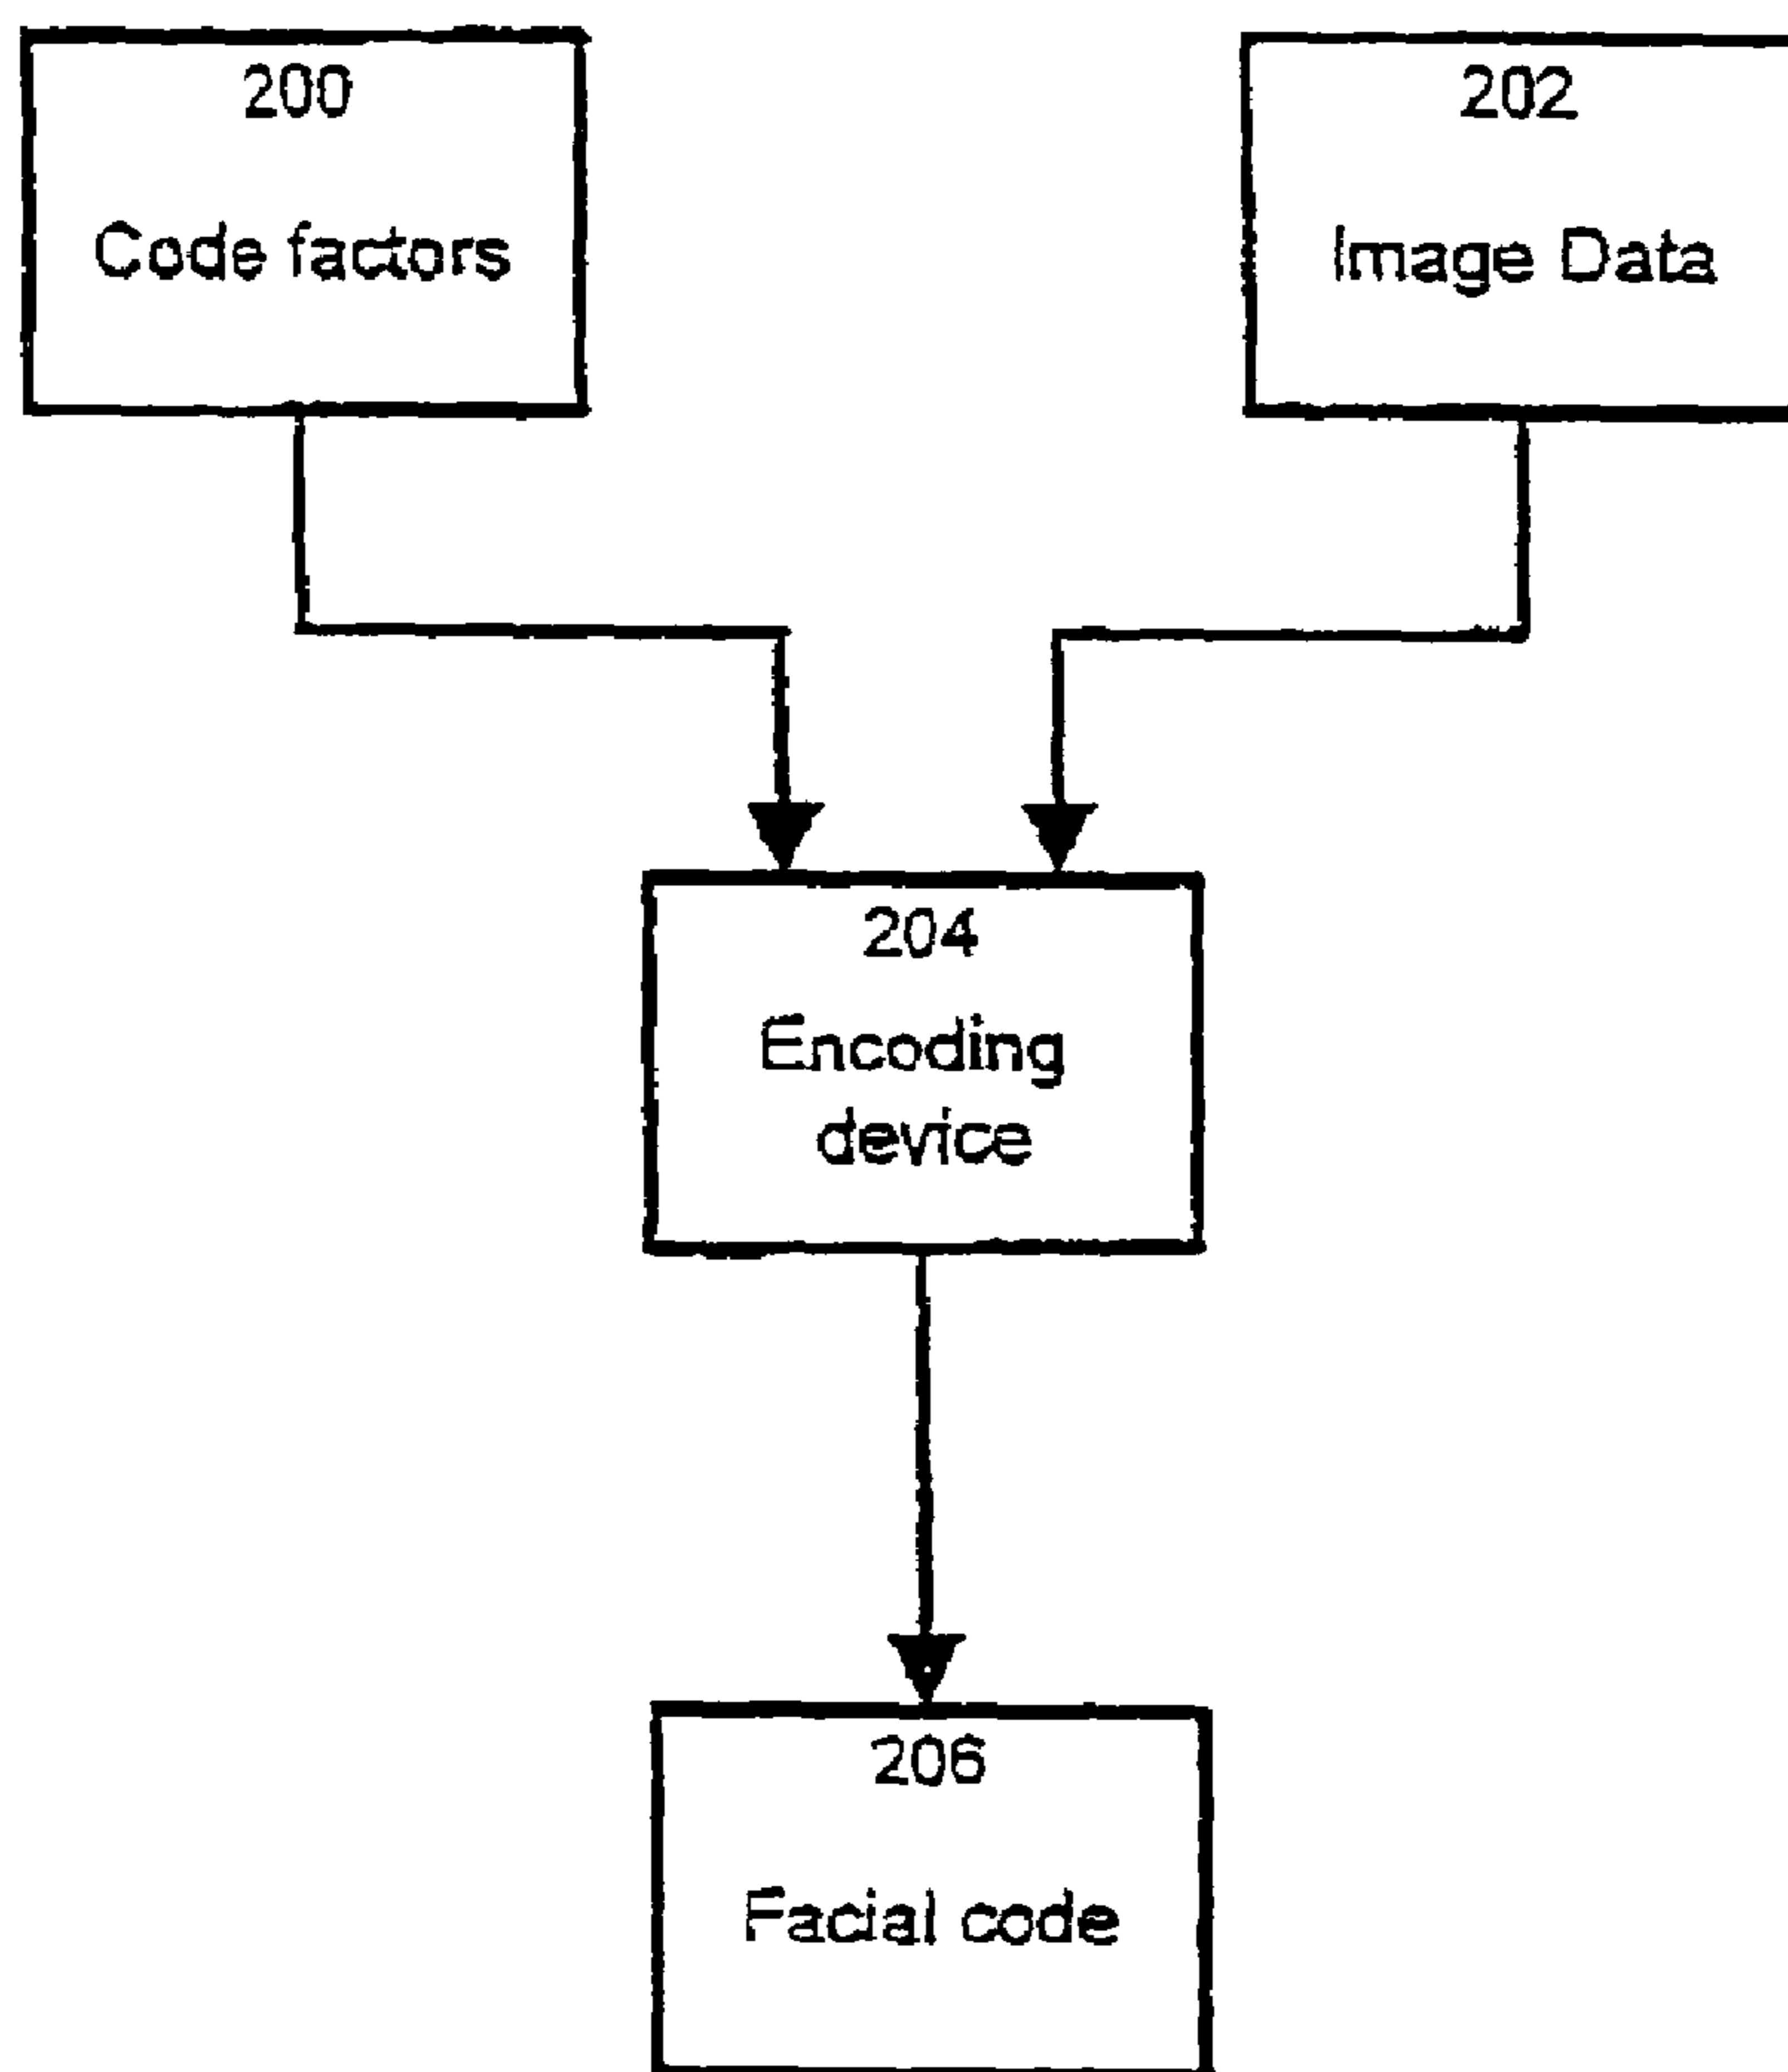 200
Code factors
202
Image Data
204
Encoding
device
206
Facial code